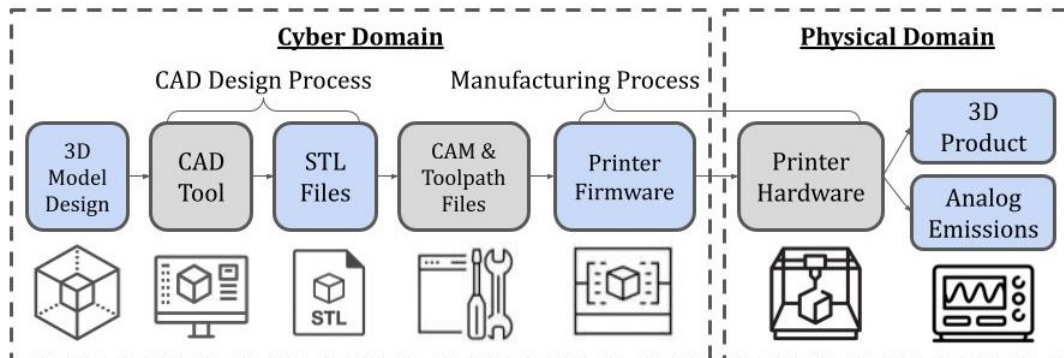 Cyber Domain
Physical Domain
CAD Design Process
Manufacturing Process
3D
Model
Design
CAD
Tool
STL
Files
CAM &
Toolpath
Files
Printer
Firmware
Printer
Hardware
3D
Product
Analog
Emissions
STL